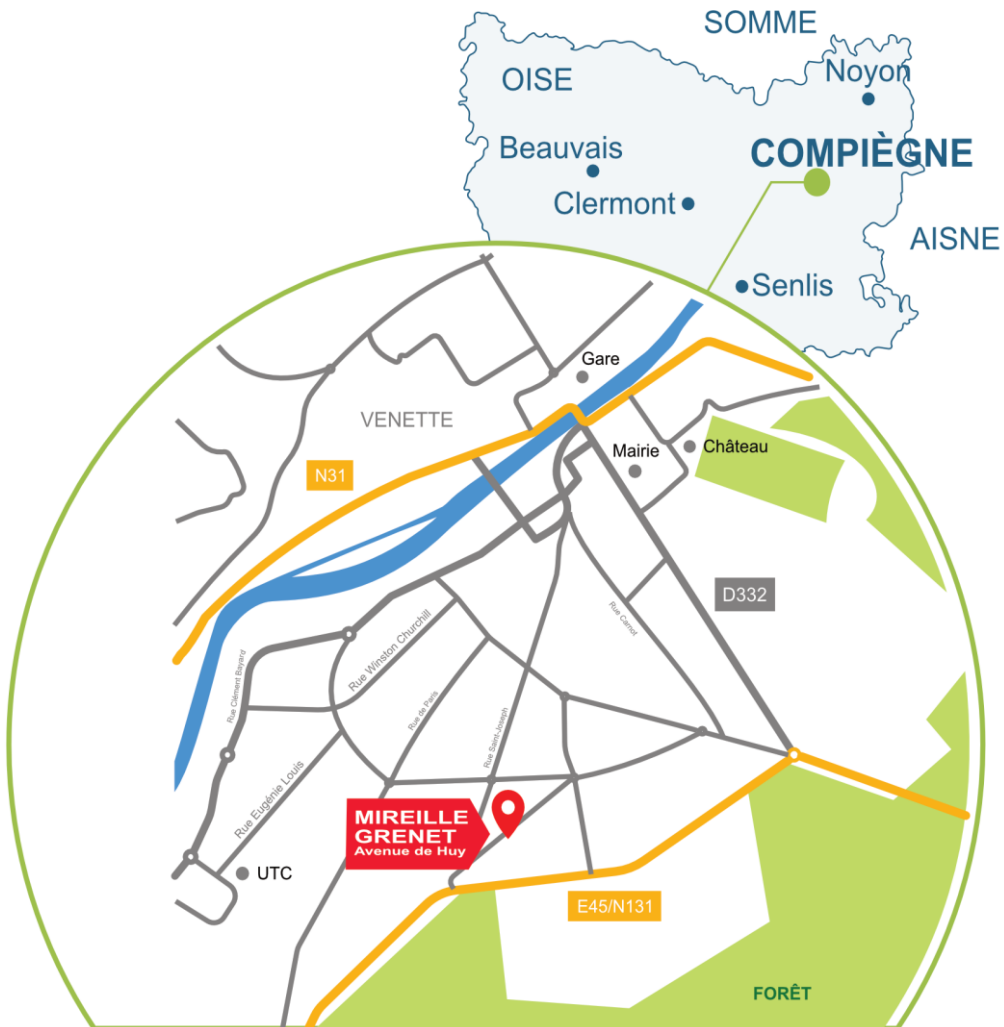 SOMME
OISE
Noyon
Beauvais
COMPIÈGNE
Clermont
AISNE
Senlis
Gare
VENETTE
Mairie
Château
N31
D332
Rue Carnot
Rue Winston Churchill
Rue Clément Bayard
Rue de Paris
Rue Saint-Joseph
Rue Eugénie Louis
MIREILLE
GRENET
Avenue de Huy
UTC
E45/N131
FORÊT